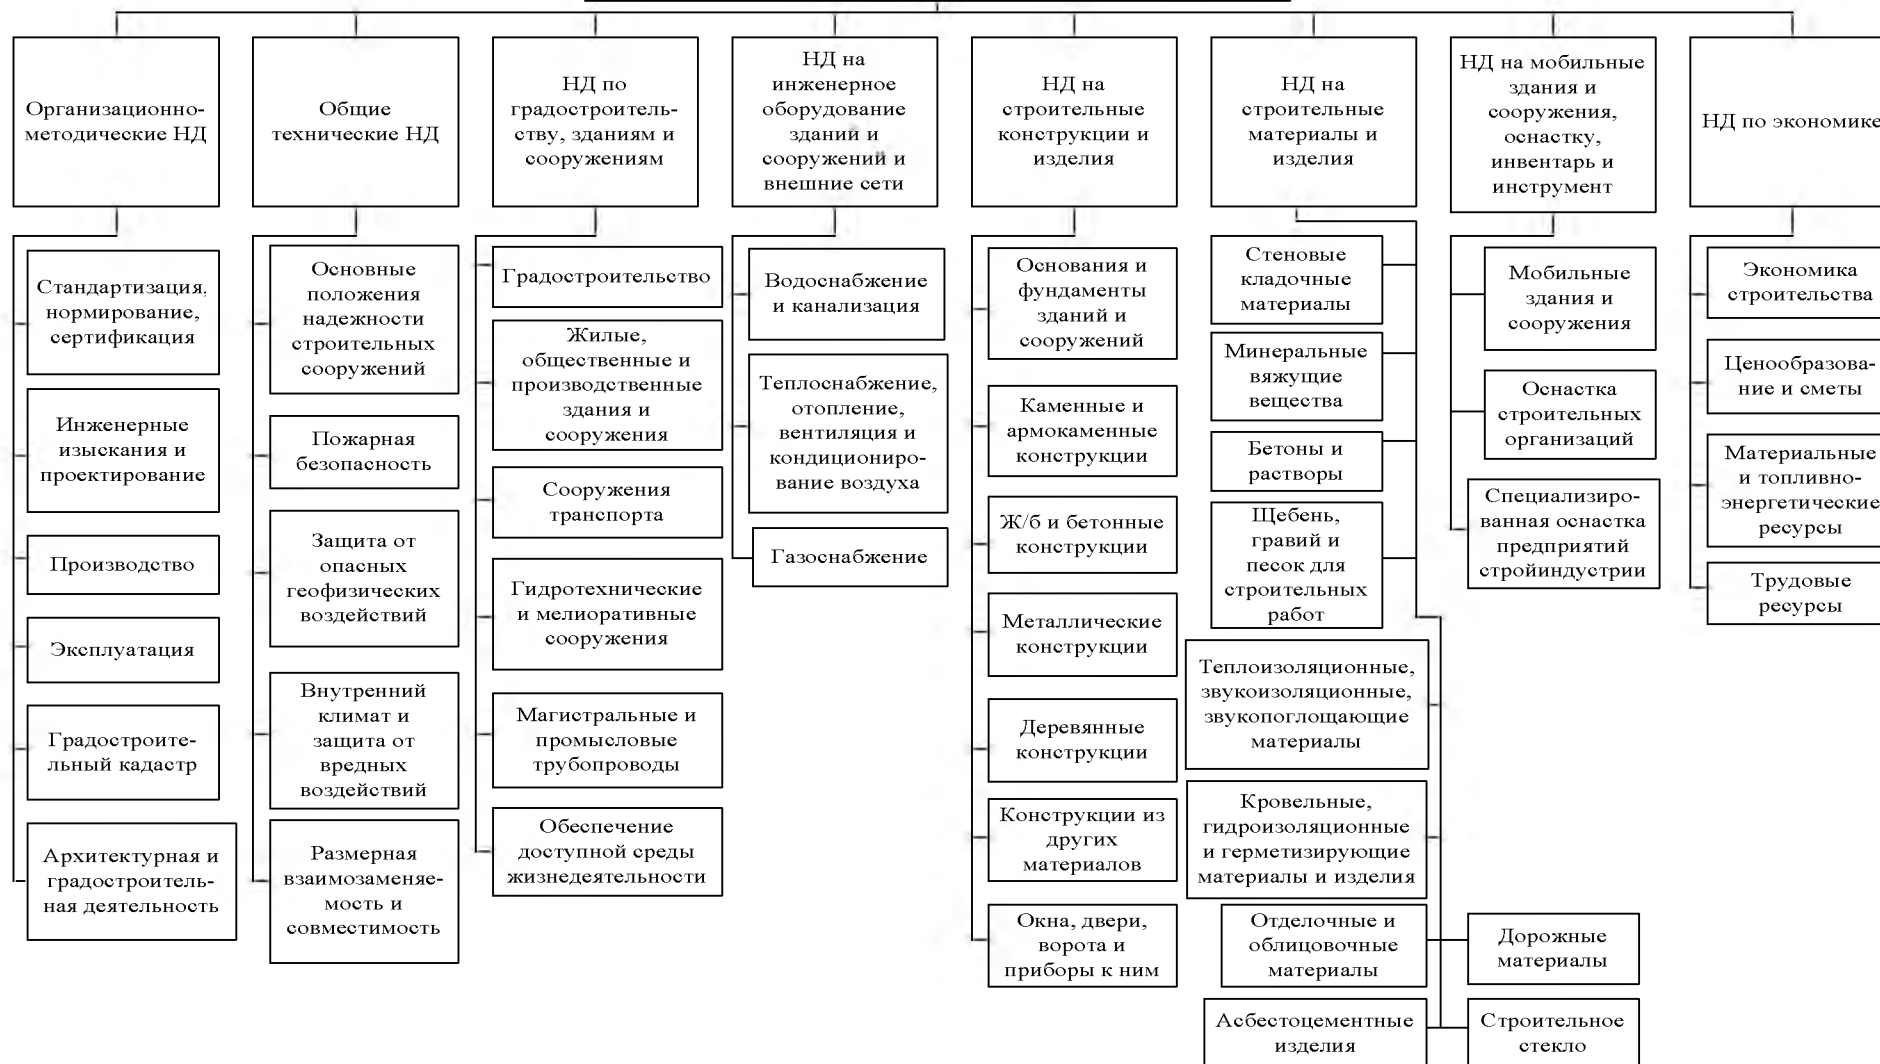 Организационно-
методические НД
Общие
технические НД
НД по
градостроитель-
ству, зданиям и
сооружениям
НД на
инженерное
оборудование
зданий и
сооружений и
внешние сети
НД на
строительные
конструкции и
изделия
НД на
строительные
материалы и
изделия
НД на мобильные
здания и
сооружения,
оснастку,
инвентарь и
инструмент
НД по экономике
Стандартизация,
нормирование,
сертификация
Инженерные
изыскания и
проектирование
Производство
Эксплуатация
Градостроите-
льный кадастр
Архитектурная и
градостроитель-
ная деятельность
Основные
положения
надежности
строительных
сооружений
Пожарная
безопасность
Защита от
опасных
геофизических
воздействий
Внутренний
климат и
защита от
вредных
воздействий
Размерная
взаимозаменяе-
мость и
совместимость
Градостроительство
Жилые,
общественные и
производственные
здания и
сооружения
Сооружения
транспорта
Гидротехнические
и мелиоративные
сооружения
Магистральные и
промысловые
трубопроводы
Обеспечение
доступной среды
жизнедеятельности
Водоснабжение
и канализация
Теплоснабжение,
отопление,
вентиляция и
кондициониро-
вание воздуха
Газоснабжение
Основания и
фундаменты
зданий и
сооружений
Каменные и
армокаменные
конструкции
Ж/б и бетонные
конструкции
Металлические
конструкции
Деревянные
конструкции
Конструкции из
других
материалов
Окна, двери,
ворота и
приборы к ним
Стеновые
кладочные
материалы
Минеральные
вяжущие
вещества
Бетоны и
растворы
Щебень,
гравий и
песок для
строительных
работ
Теплоизоляционные,
звукоизоляционные,
звукопоглощающие
материалы
Кровельные,
гидроизоляционные
и герметизирующие
материалы и изделия
Отделочные и
облицовочные
материалы
Асбестоцементные
изделия
Дорожные
материалы
Строительное
стекло
Мобильные
здания и
сооружения
Оснастка
строительных
организаций
Специализиро-
ванная оснастка
предприятий
стройиндустрии
Экономика
строительства
Ценообразова-
ние и сметы
Материальные
и топливно-
энергетические
ресурсы
Трудовые
ресурсы